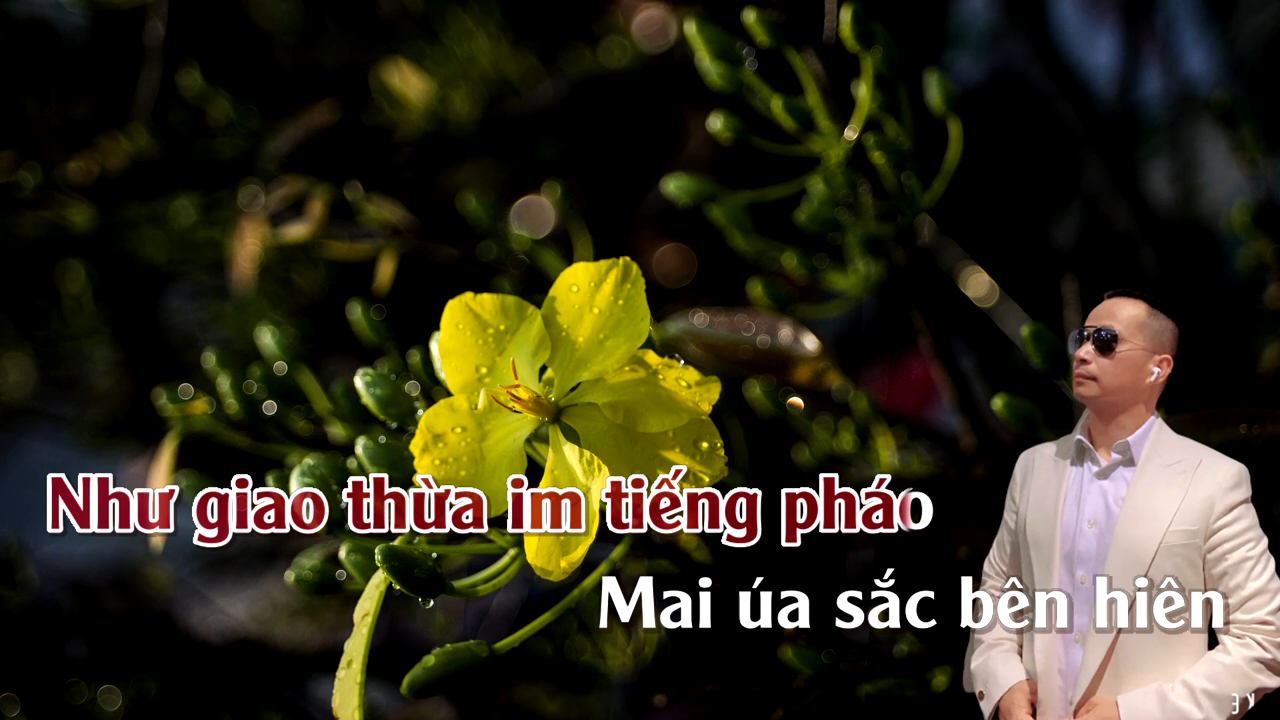 Như giao thừa im tiếng pháo
Mai úa sắc bên hiên